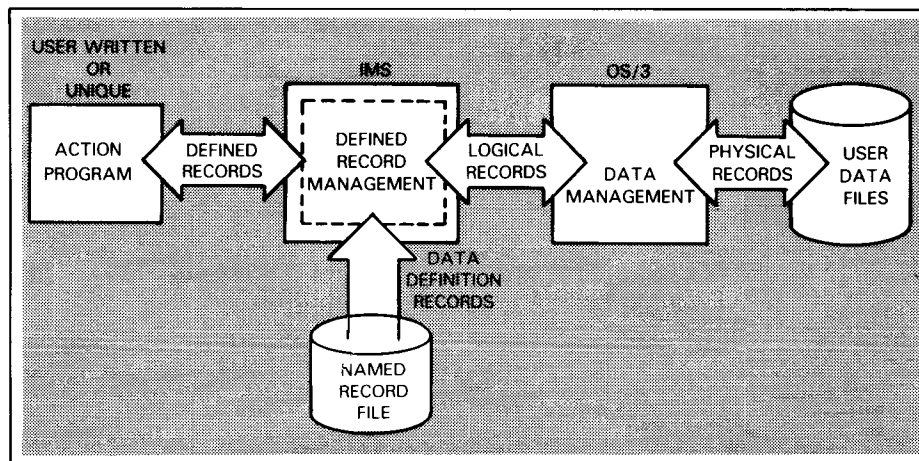 USER WRITTEN
OR
UNIQUE
ACTION
PROGRAM
DEFINED
RECORDS
IMS
DEFINED
RECORD
MANAGEMENT
LOGICAL
RECORDS
OS/3
DATA
MANAGEMENT
PHYSICAL
RECORDS
USER
DATA
FILES
DATA
DEFINITION
RECORDS
NAMED
RECORD
FILE